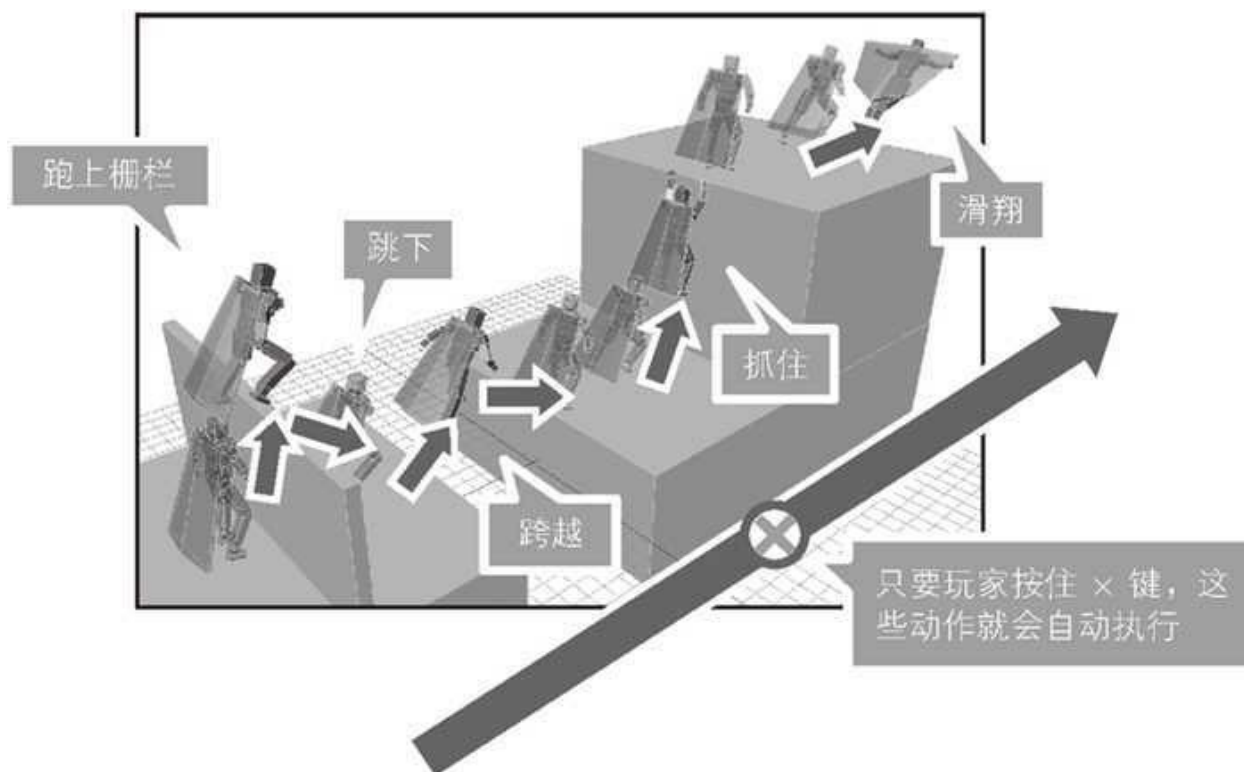 跑上栅栏
跳下
滑翔
抓住
跨越
只要玩家按住 × 键，这
些动作就会自动执行